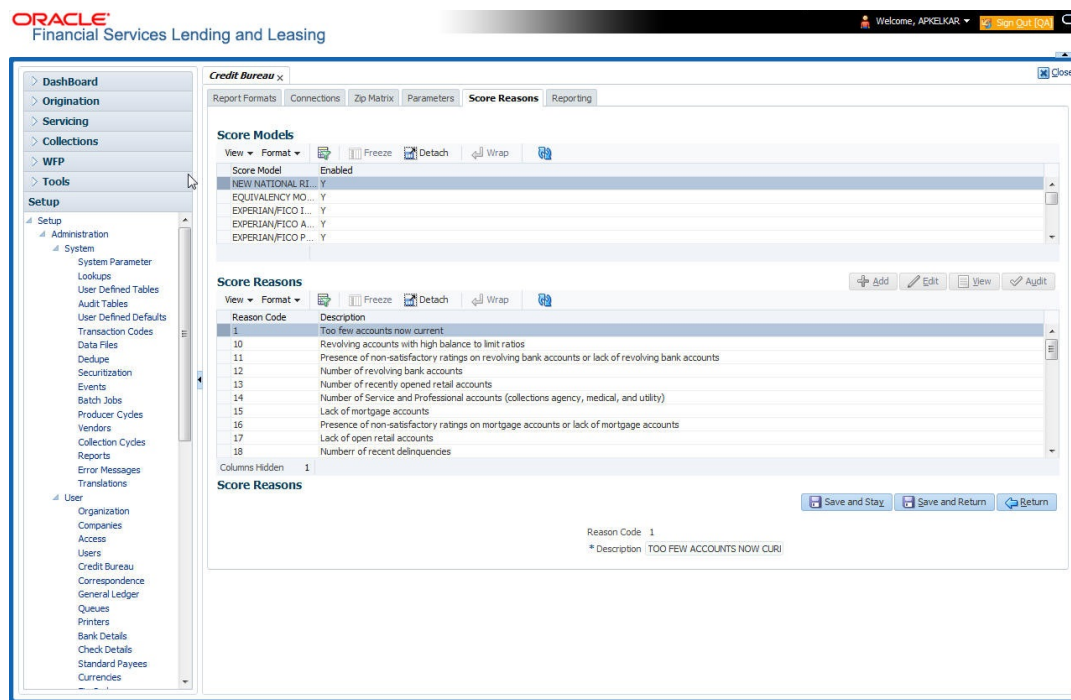 ORACLE
Financial Services Lending and Leasing
Welcome, APKELKAR
Sign Out [QA]
DashBoard
Origination
Servicing
Collections
WFP
Tools
Setup
Setup
Administration
System
System Parameter
Lookups
User Defined Tables
Audit Tables
User Defined Defaults
Transaction Codes
Data Files
Dedupe
Securitization
Events
Batch Jobs
Producer Cycles
Vendors
Collection Cycles
Reports
Error Messages
Translations
User
Organization
Companies
Access
Users
Credit Bureau
Correspondence
General Ledger
Queues
Printers
Bank Details
Check Details
Standard Payees
Currencies
Credit Bureau
Close
Report Formats Connections Zip Matrix Parameters Score Reasons Reporting
Score Models
View Format Freeze Detach Wrap
Score Model Enabled
NEW NATIONAL RI... Y
EQUIVALENCY MO... Y
EXPERIAN/FICO I... Y
EXPERIAN/FICO A... Y
EXPERIAN/FICO P... Y
Score Reasons
Add Edit View Audit
View Format Freeze Detach Wrap
Reason Code Description
1 Too few accounts now current
10 Revolving accounts with high balance to limit ratios
11 Presence of non-satisfactory ratings on revolving bank accounts or lack of revolving bank accounts
12 Number of revolving bank accounts
13 Number of recently opened retail accounts
14 Number of Service and Professional accounts (collections agency, medical, and utility)
15 Lack of mortgage accounts
16 Presence of non-satisfactory ratings on mortgage accounts or lack of mortgage accounts
17 Lack of open retail accounts
18 Numberr of recent delinquencies
Columns Hidden 1
Score Reasons
Save and Stay Save and Return Return
Reason Code 1
* Description TOO FEW ACCOUNTS NOW CURI